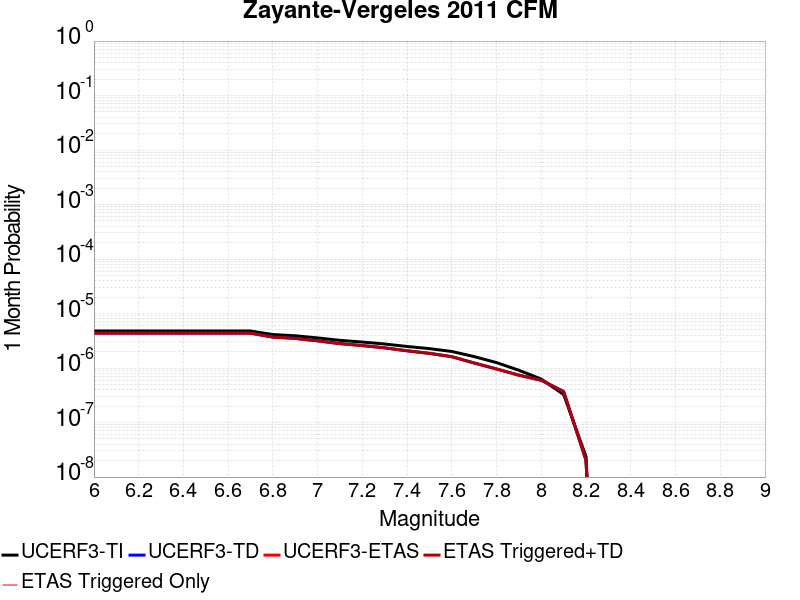 Zayante-Vergeles 2011 CFM
1 Month Probability
10 0
10 -1
10 -2
10 -3
10 -4
10 -5
10 -6
10 -7
10 -8
6 6.2 6.4 6.6 6.8 7 7.2 7.4 7.6 7.8 8 8.2 8.4 8.6 8.8 9
Magnitude
UCERF3-TI UCERF3-TD UCERF3-ETAS ETAS Triggered+TD
ETAS Triggered Only